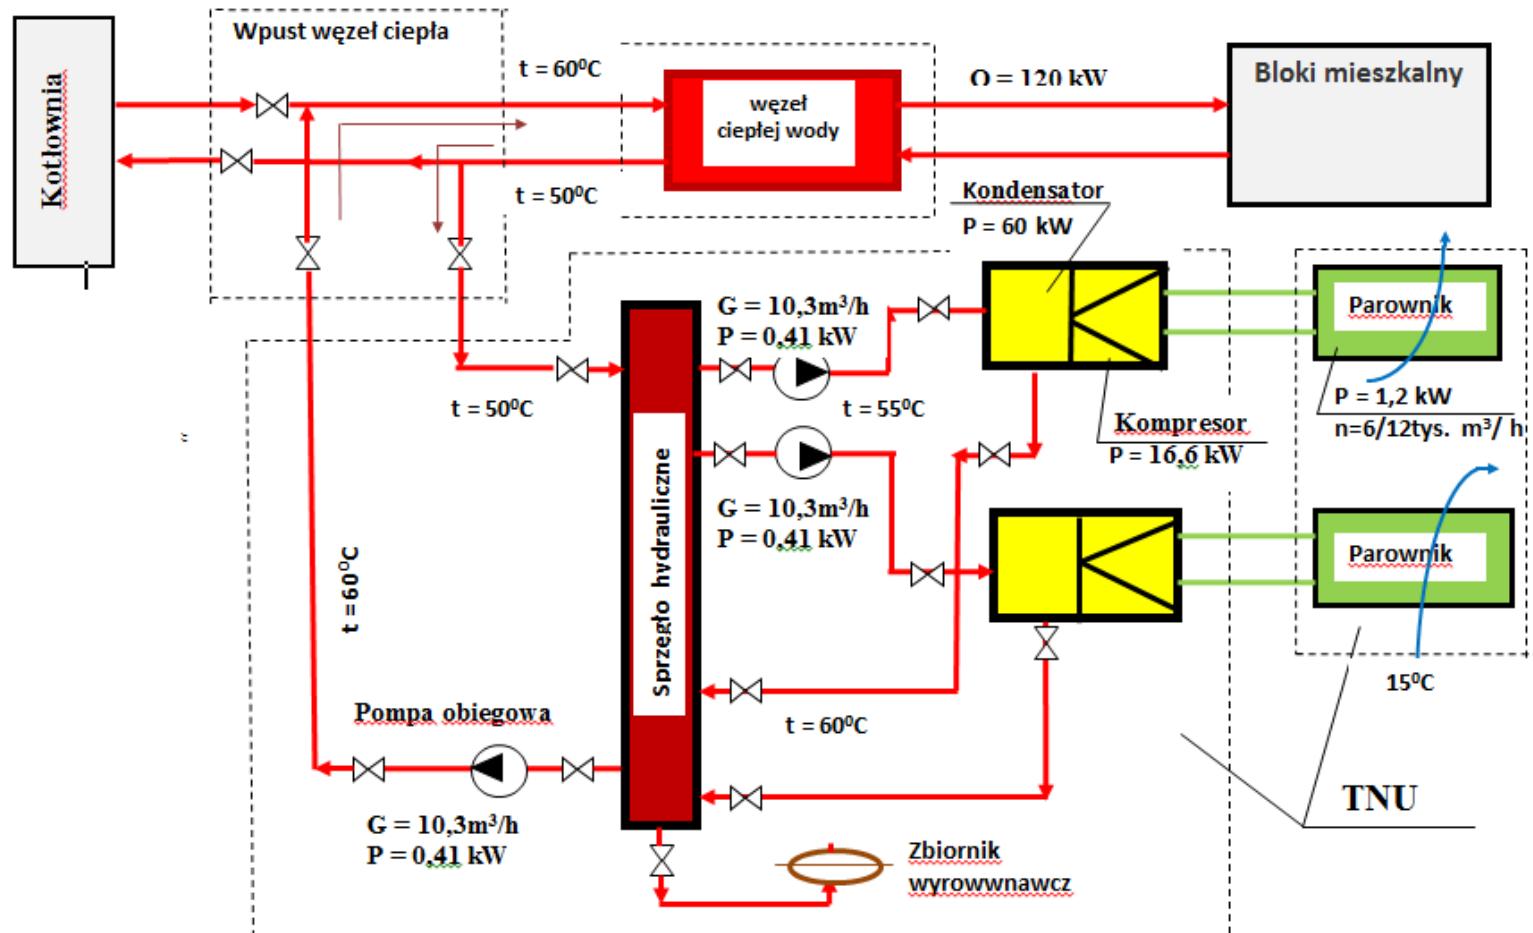 Wpust węzeł ciepła
Kotłownia
t = 60⁰C
węzeł
ciepłej wody
Q = 120 kW
Bloki mieszkalny
t = 50⁰C
Kondensator
P = 60 kW
G = 10,3m³/h
P = 0,41 kW
Parownik
t = 50⁰C
t = 55⁰C
Kompresor
P = 16,6 kW
P = 1,2 kW
n=6/12tys. m³/ h
Sprzęgło hydrauliczne
G = 10,3m³/h
P = 0,41 kW
Parownik
t = 60⁰C
15⁰C
Pompa obiegowa
t = 60⁰C
TNU
G = 10,3m³/h
P = 0,41 kW
Zbiornik
wyrowwnawcz